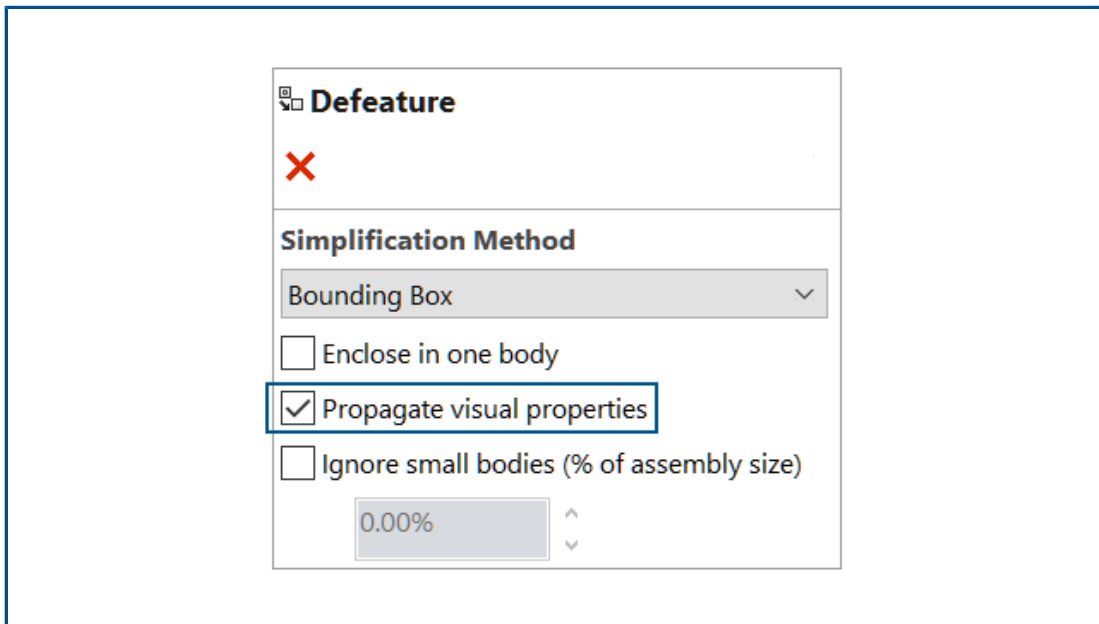 Defeature
Simplification Method
Bounding Box
Enclose in one body
Propagate visual properties
Ignore small bodies (% of assembly size)
0.00%